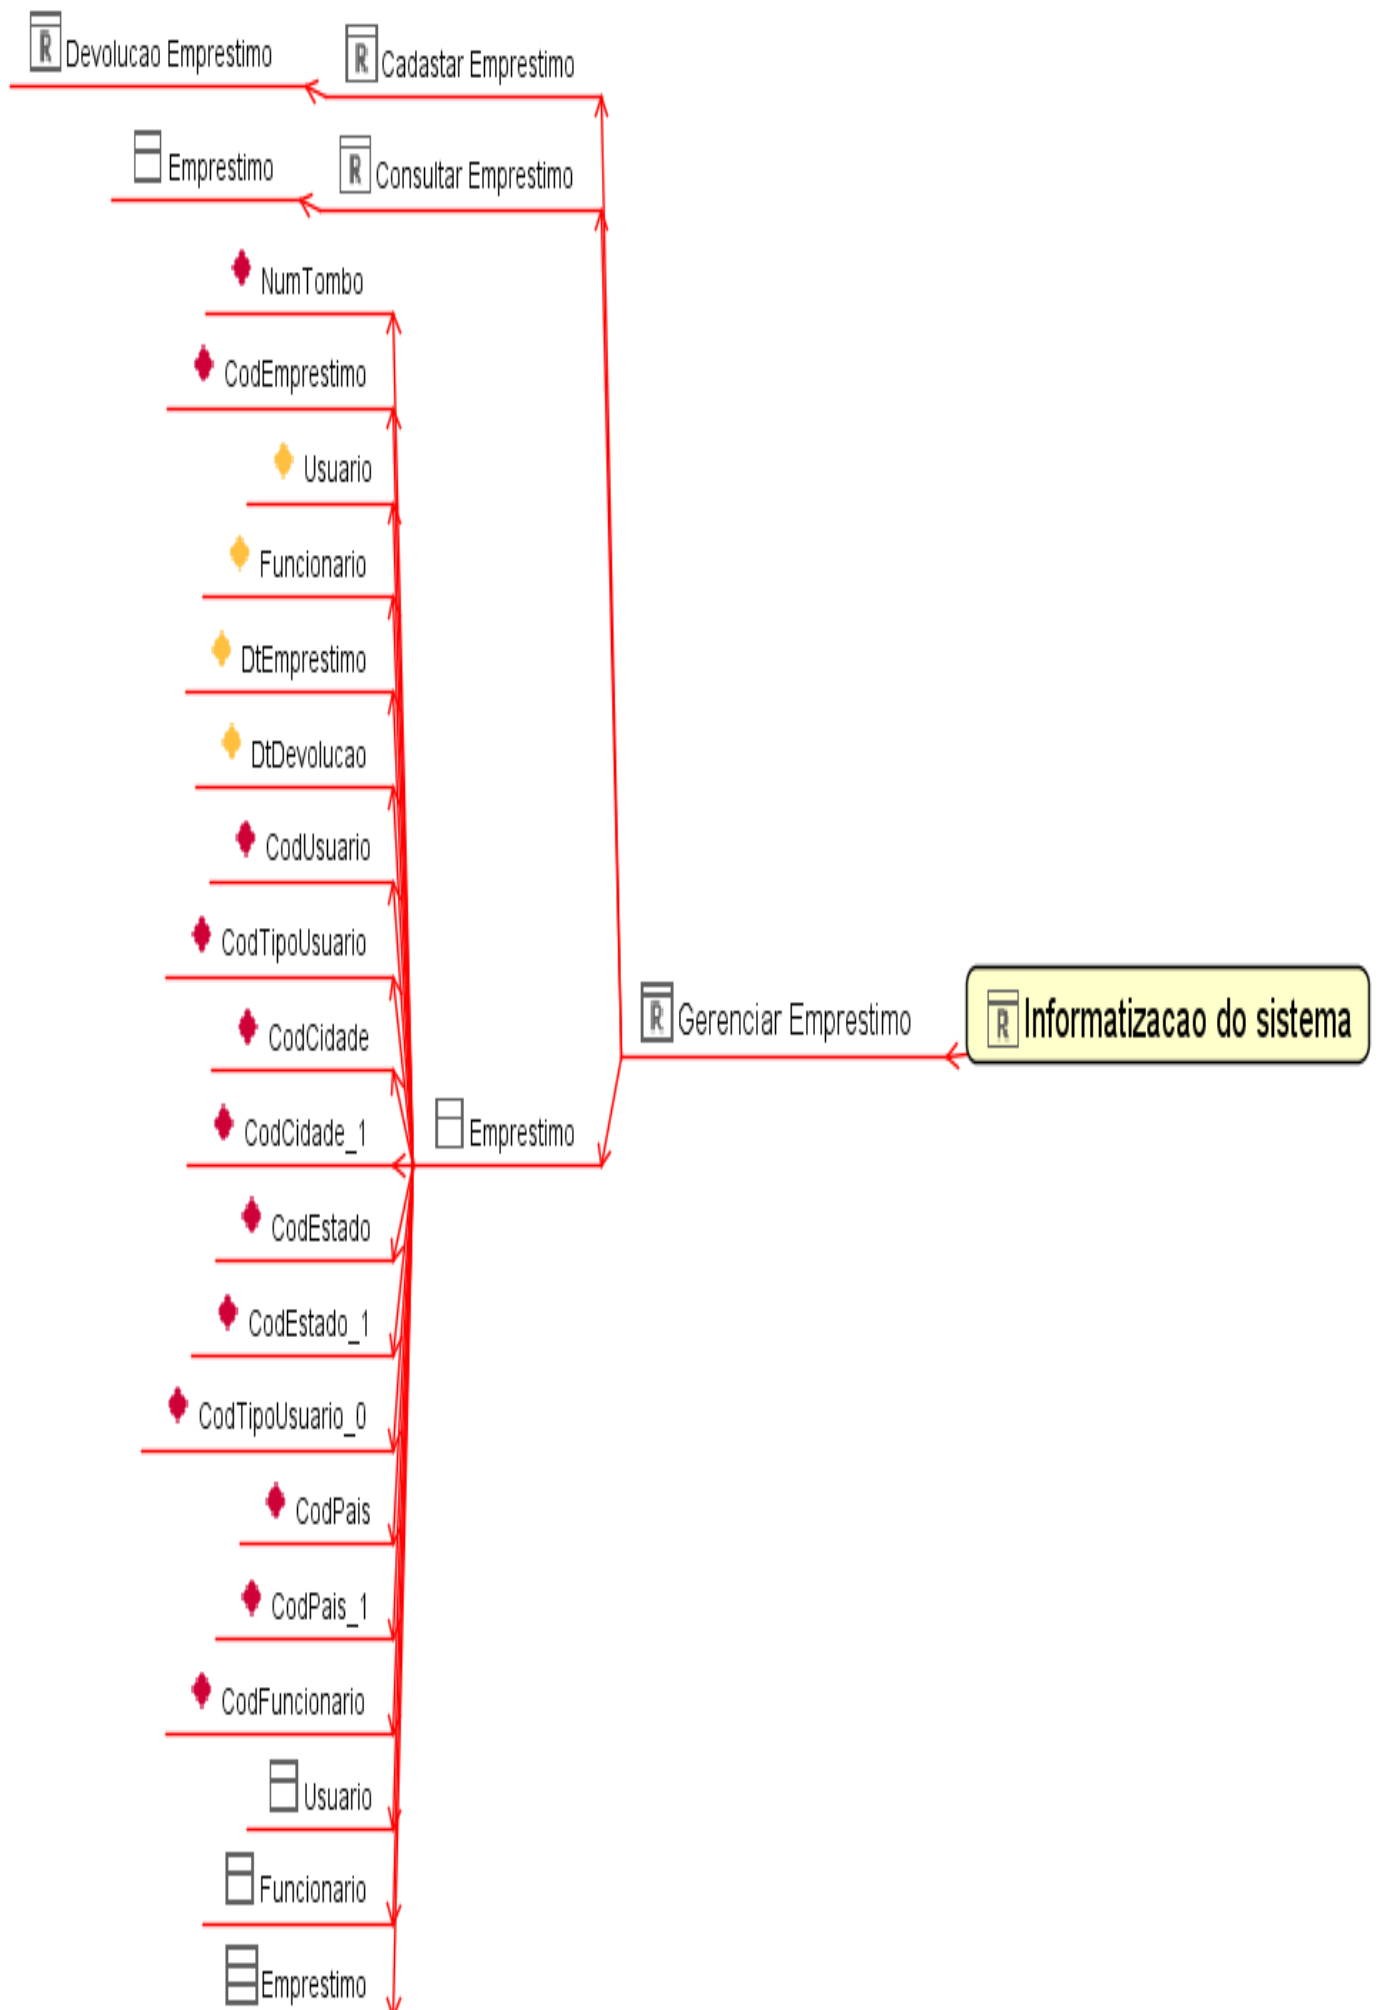 R Devolucao Emprestimo
R Cadastar Emprestimo
Emprestimo
R Consultar Emprestimo
NumTombo
CodEmprestimo
Usuario
Funcionario
DtEmprestimo
DtDevolucao
CodUsuario
CodTipoUsuario
CodCidade
R Gerenciar Emprestimo
R Informatizacao do sistema
CodCidade_1
Emprestimo
CodEstado
CodEstado_1
CodTipoUsuario_0
CodPais
CodPais_1
CodFuncionario
Usuario
Funcionario
Emprestimo